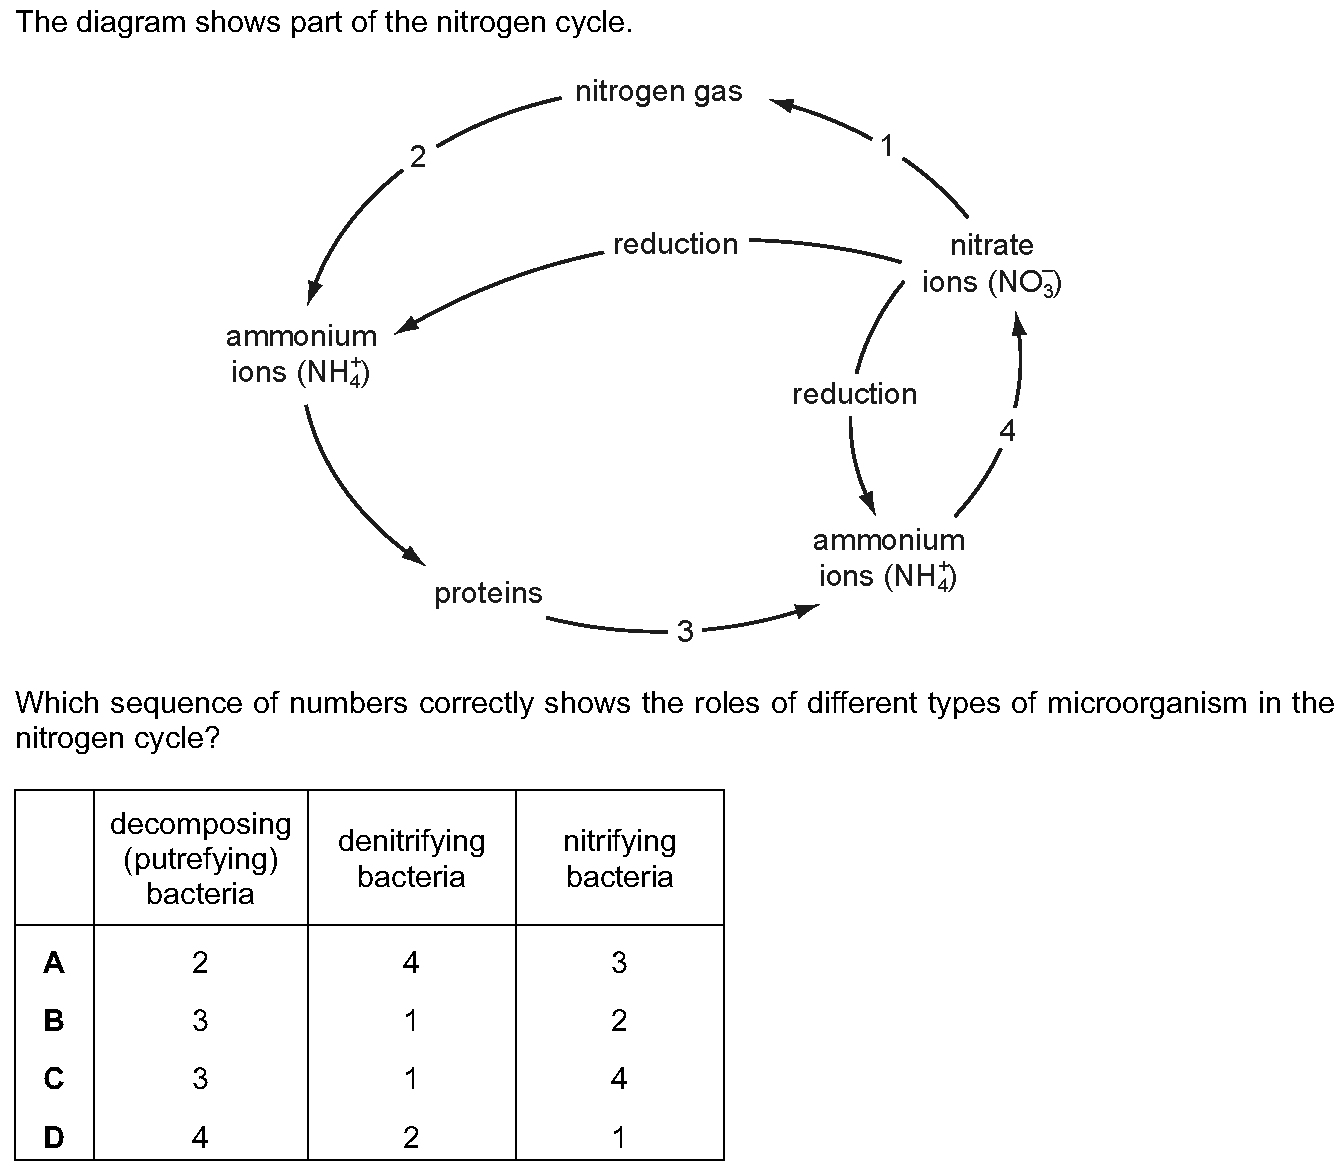 The diagram shows part of the nitrogen cycle.
nitrogen gas
1
2
reduction
nitrate
ions (NO₃⁻)
ammonium
ions (NH₄⁺)
reduction
4
ammonium
ions (NH₄⁺)
proteins
3
Which sequence of numbers correctly shows the roles of different types of microorganism in the
nitrogen cycle?
decomposing
(putrefying)
bacteria
denitrifying
bacteria
nitrifying
bacteria
A 2 4 3
B 3 1 2
C 3 1 4
D 4 2 1